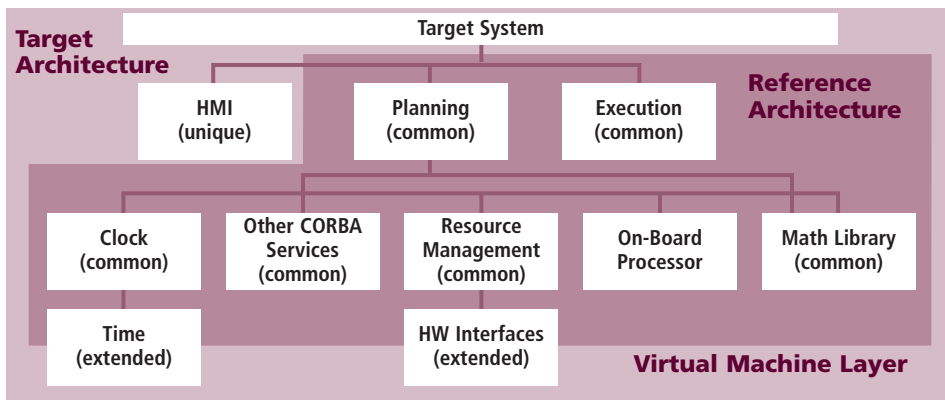 Target System
Target
Architecture
Reference
Architecture
HMI
(unique)
Planning
(common)
Execution
(common)
Clock
(common)
Other CORBA
Services
(common)
Resource
Management
(common)
On-Board
Processor
Math Library
(common)
Time
(extended)
HW Interfaces
(extended)
Virtual Machine Layer